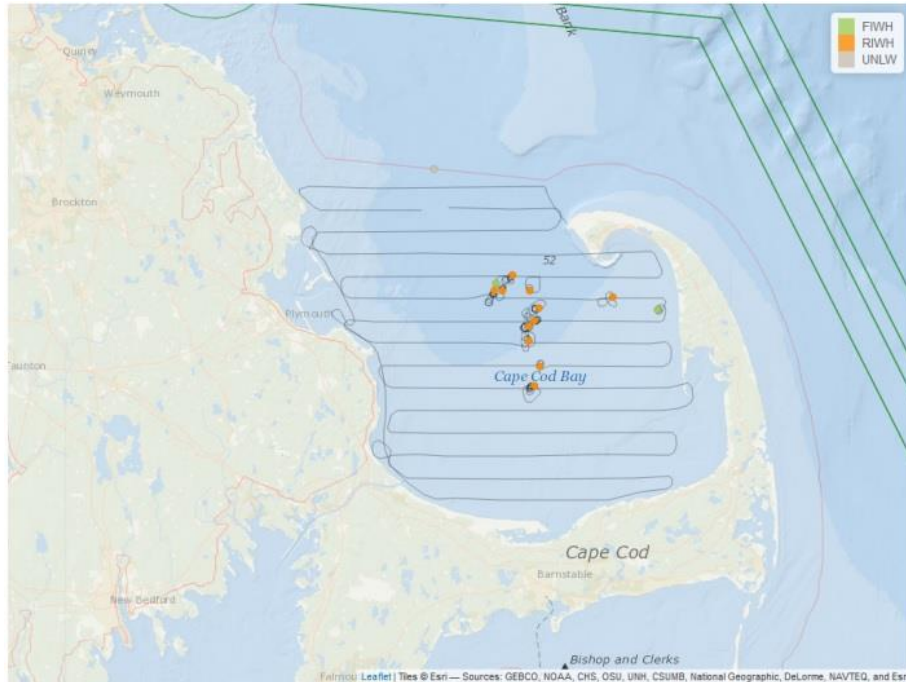 Bank
FIWH
RIWH
UNLW
Quincy
Weymouth
Brockton
52
Plymouth
Taunton
Cape Cod Bay
Cape Cod
Barnstable
New Bedford
Bishop and Clerks
Leaflet | Tiles © Esri — Sources: GEBCO, NOAA, CHS, OSU, UNH, CSUMB, National Geographic, DeLorme, NAVTEQ, and Esri